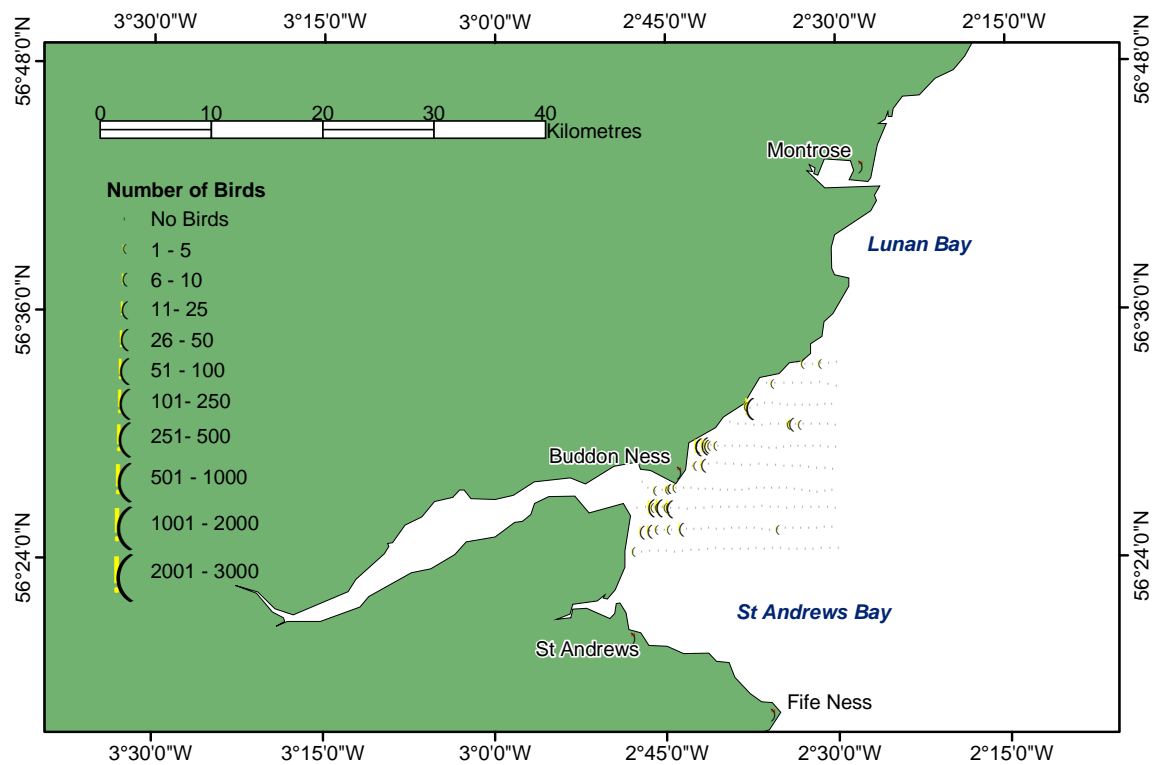 3°30'0"W 3°15'0"W 3°0'0"W 2°45'0"W 2°30'0"W 2°15'0"W
56°48'0"N 56°48'0"N
0 10 20 30 40
Kilometres
Montrose
Number of Birds
No Birds
1 - 5
6 - 10
11- 25
26 - 50
51 - 100
101- 250
251- 500
501 - 1000
1001 - 2000
2001 - 3000
Lunan Bay
56°36'0"N 56°36'0"N
Buddon Ness
56°24'0"N 56°24'0"N
St Andrews Bay
St Andrews
Fife Ness
3°30'0"W 3°15'0"W 3°0'0"W 2°45'0"W 2°30'0"W 2°15'0"W